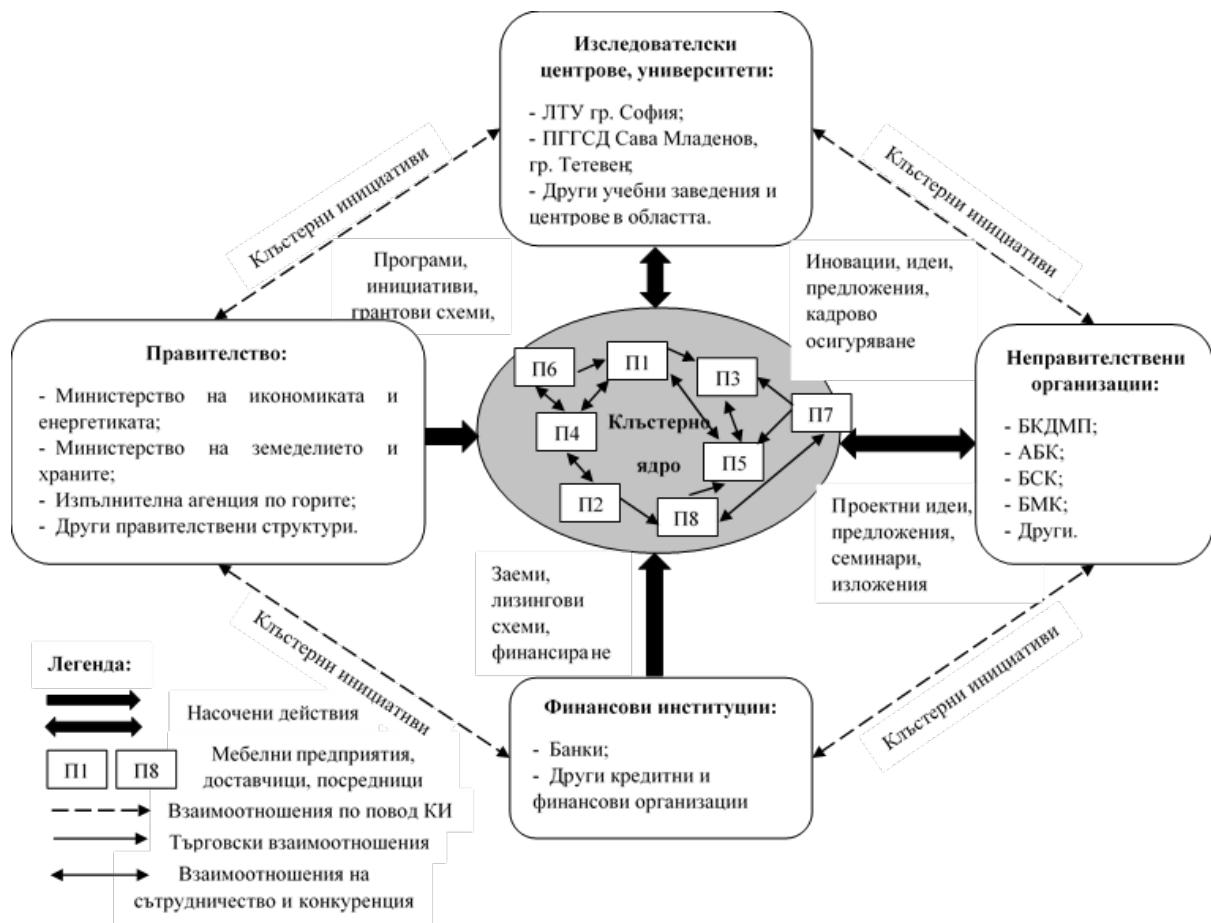 Изследователски
центрове, университети:
- ЛТУ гр. София;
- ПГГСД Сава Младенов,
гр. Тетевен;
- Други учебни заведения и
центрове в областта.
Клъстерни инициативи
Клъстерни инициативи
Програми,
инициативи,
грантови схеми,
Иновации, идеи,
предложения,
кадрово
осигуряване
Правителство:
- Министерство на икономиката и
енергетиката;
- Министерство на земеделието и
храните;
- Изпълнителна агенция по горите;
- Други правителствени структури.
П6
П1
П3
П7
П4
Клъстерно
ядро
П5
П2
П8
Неправителствени
организации:
- БКДМП;
- АБК;
- БСК;
- БМК;
- Други.
Проектни идеи,
предложения,
семинари,
изложения
Заеми,
лизингови
схеми,
финансиране
Клъстерни инициативи
Клъстерни инициативи
Финансови институции:
- Банки;
- Други кредитни и
финансови организации
Легенда:
Насочени действия
П1 П8 Мебелни предприятия,
доставчици, посредници
Взаимоотношения по повод КИ
Търговски взаимоотношения
Взаимоотношения на
сътрудничество и конкуренция